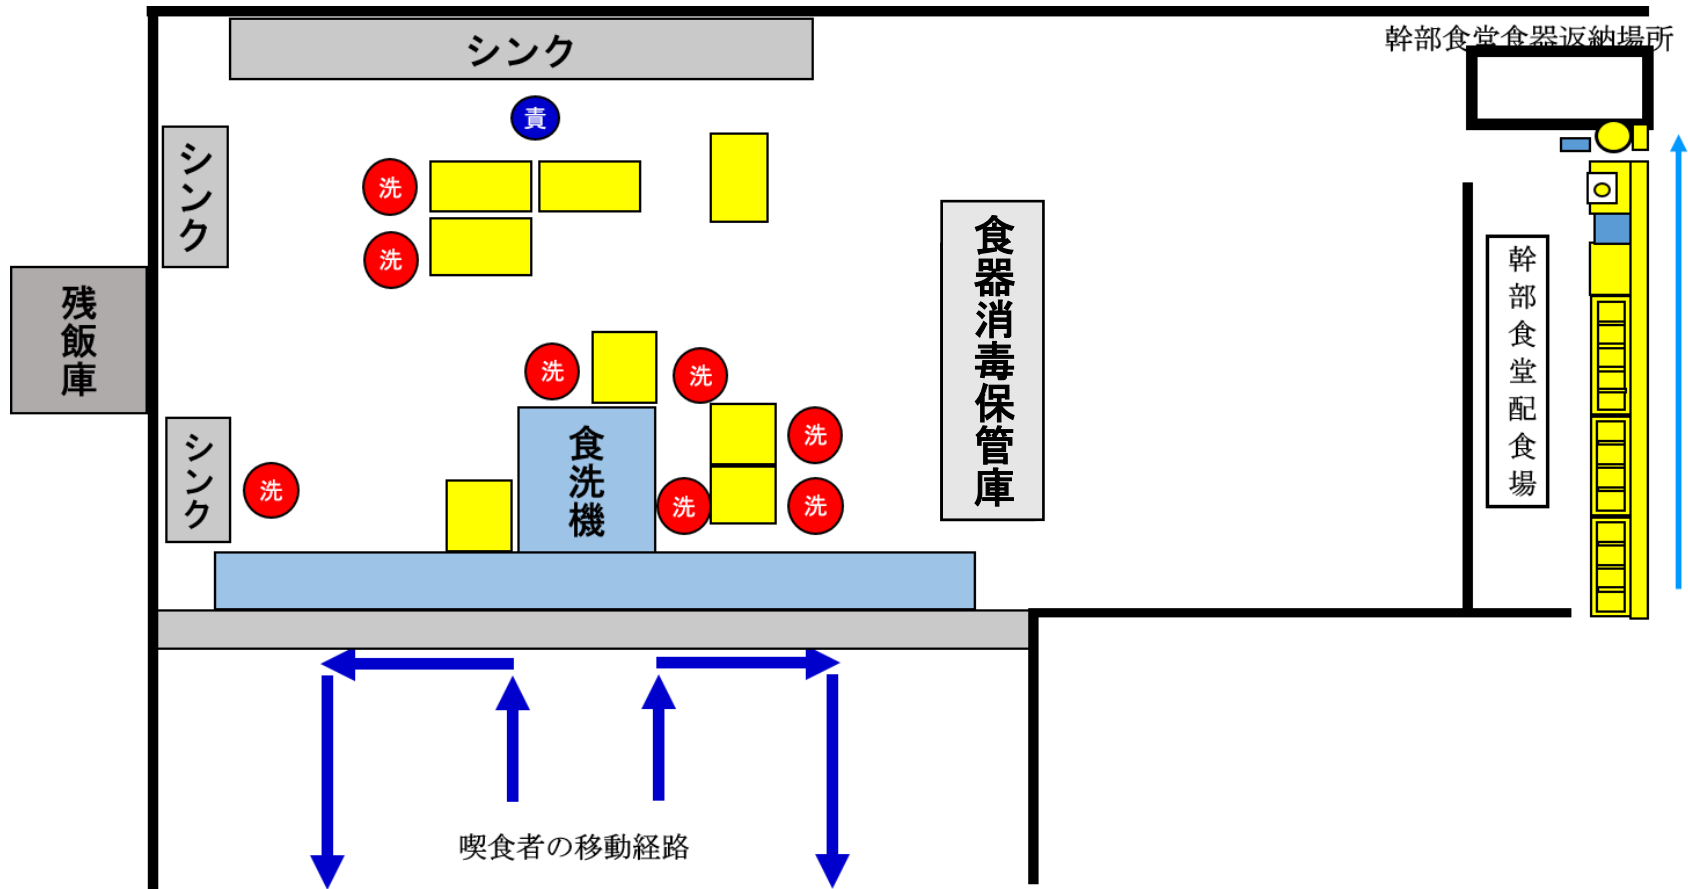 幹部食堂食器返納場所
シンク
責
シンク
洗
洗
食器消毒保管庫
幹部食堂配食場
残飯庫
洗
洗
シンク
洗
食洗機
洗
洗
洗
喫食者の移動経路